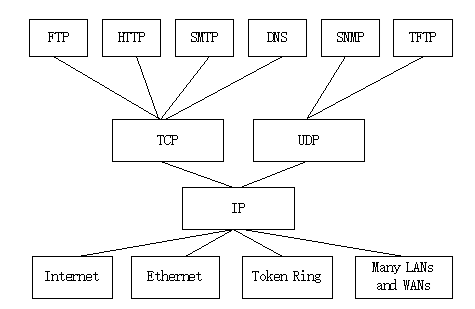 FTP
HTTP
SMTP
DNS
SNMP
TFTP
TCP
UDP
IP
Internet
Ethernet
Token Ring
Many LANs
and WANs